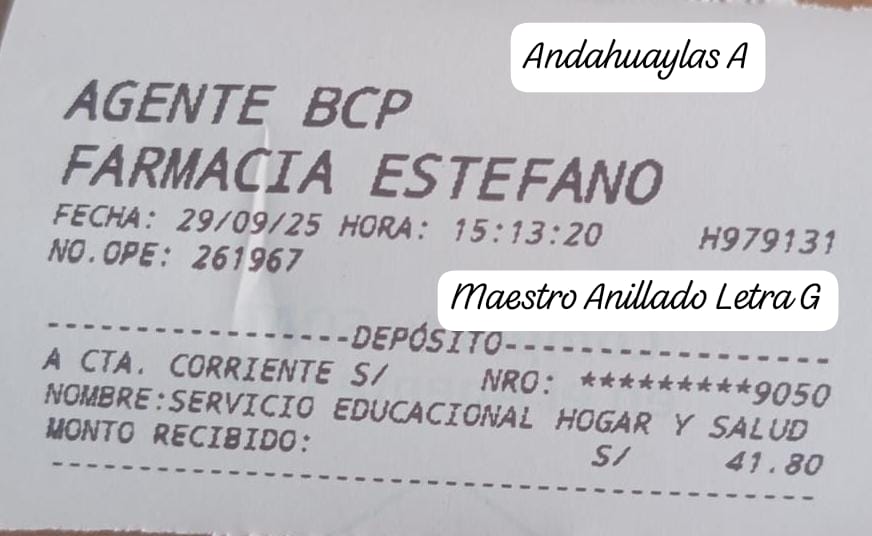 Andahuaylas A
AGENTE BCP
FARMACIA ESTEFANO
FECHA: 29/09/25 HORA: 15:13:20 H979131
NO.OPE: 261967
Maestro Anillado Letra G
----------------DEPÓSITO-----------------
A CTA. CORRIENTE S/ NRO: *********9050
NOMBRE:SERVICIO EDUCACIONAL HOGAR Y SALUD
MONTO RECIBIDO: S/ 41.80
-----------------------------------------